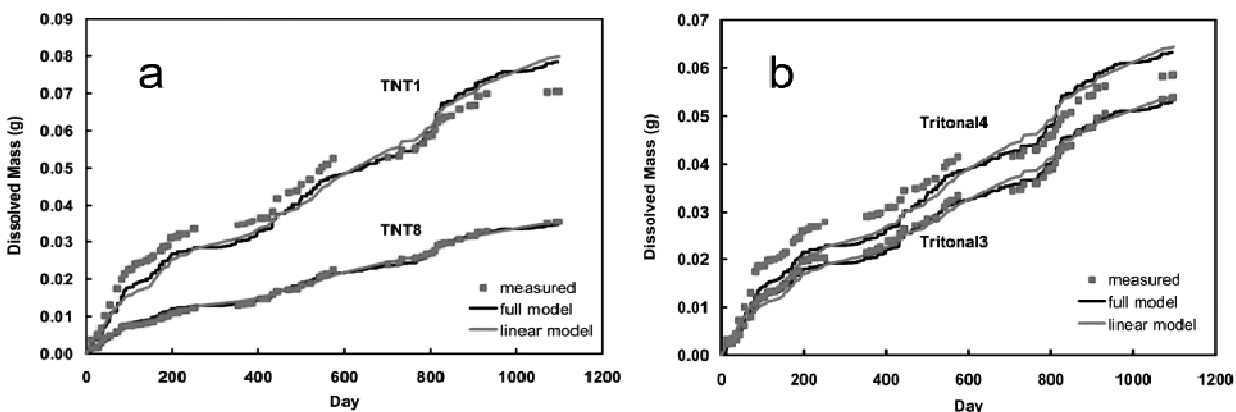 0.09
0.08
0.07
0.06
0.05
0.04
0.03
0.02
0.01
0.00
Dissolved Mass (g)
a
TNT1
TNT8
measured
full model
linear model
0 200 400 600 800 1000 1200
Day
0.07
0.06
0.05
0.04
0.03
0.02
0.01
0.00
Dissolved Mass (g)
b
Tritonal4
Tritonal3
measured
full model
linear model
0 200 400 600 800 1000 1200
Day